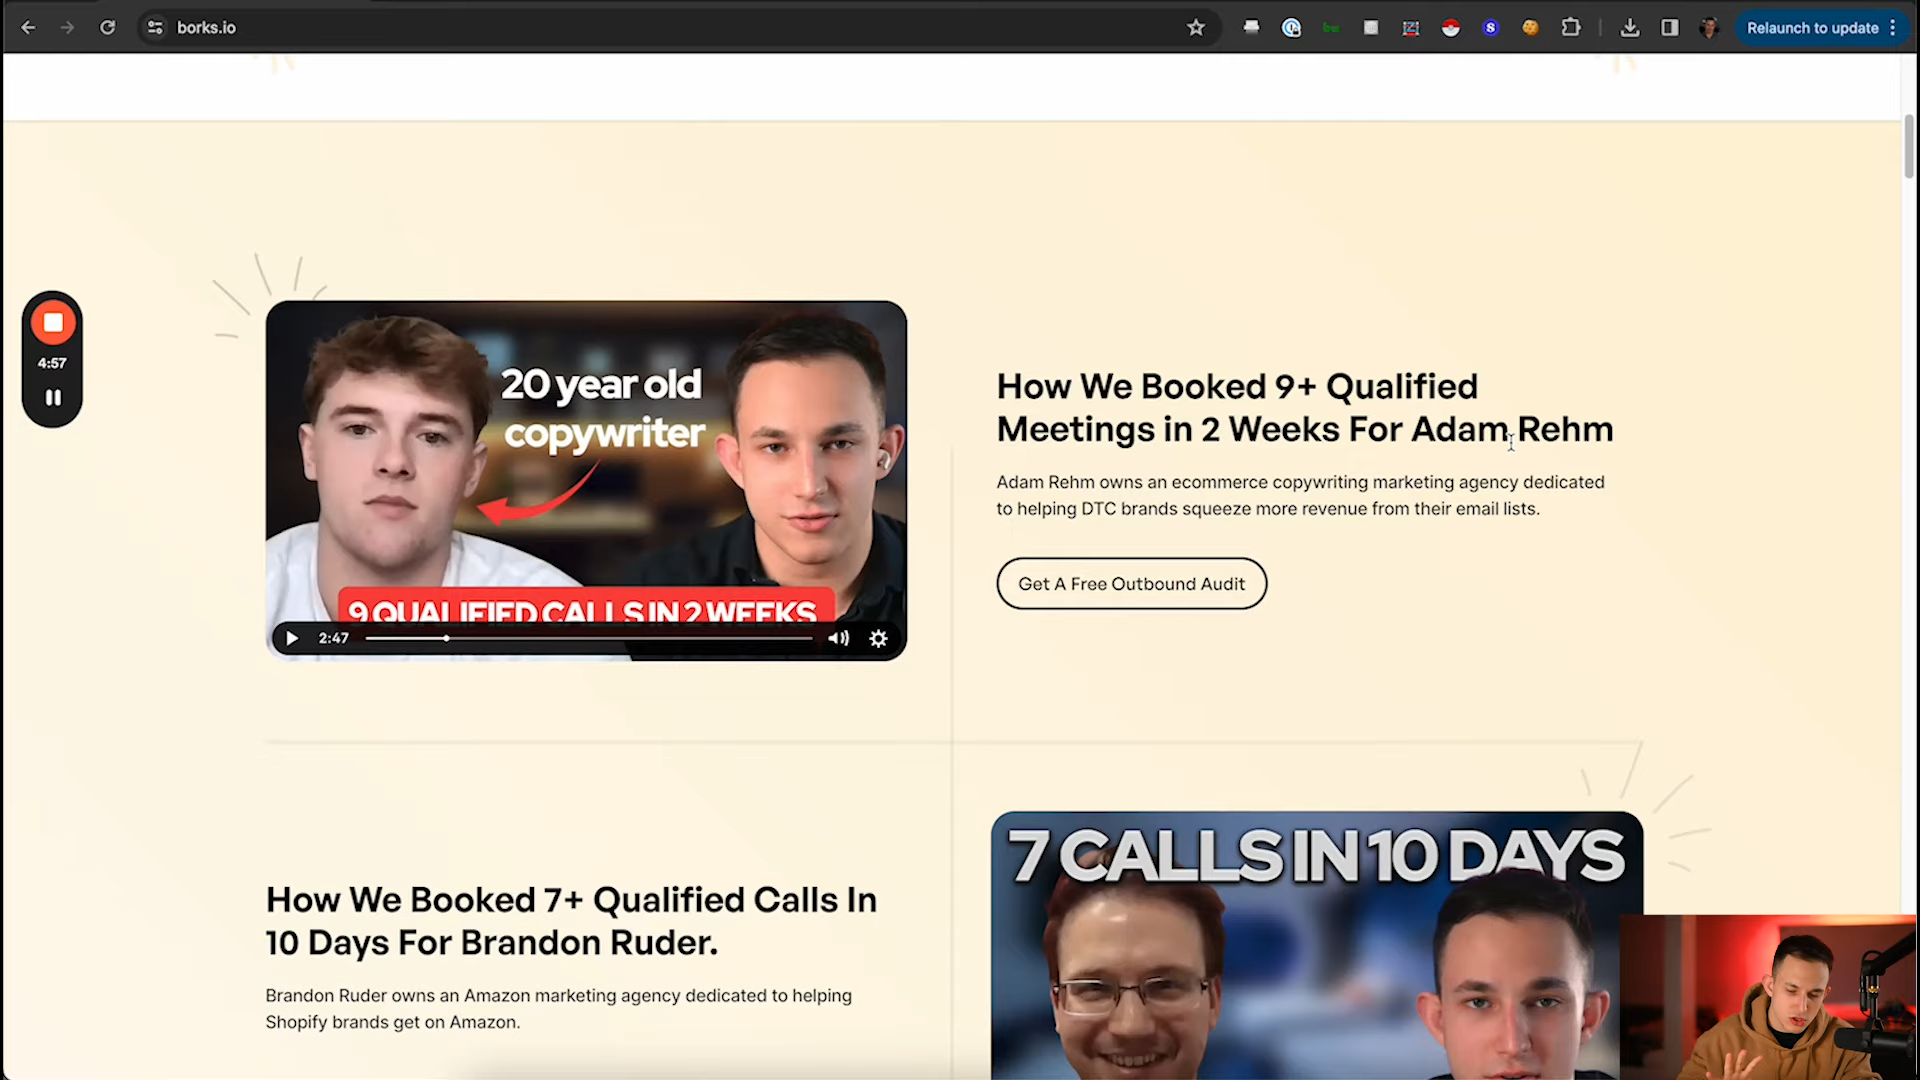 borks.io
Relaunch to update
4:57
20 year old
copywriter
9 QUALIFIED CALLS IN 2 WEEKS
2:47
How We Booked 9+ Qualified
Meetings in 2 Weeks For Adam Rehm
Adam Rehm owns an ecommerce copywriting marketing agency dedicated
to helping DTC brands squeeze more revenue from their email lists.
Get A Free Outbound Audit
How We Booked 7+ Qualified Calls In
10 Days For Brandon Ruder.
Brandon Ruder owns an Amazon marketing agency dedicated to helping
Shopify brands get on Amazon.
7 CALLS IN 10 DAYS